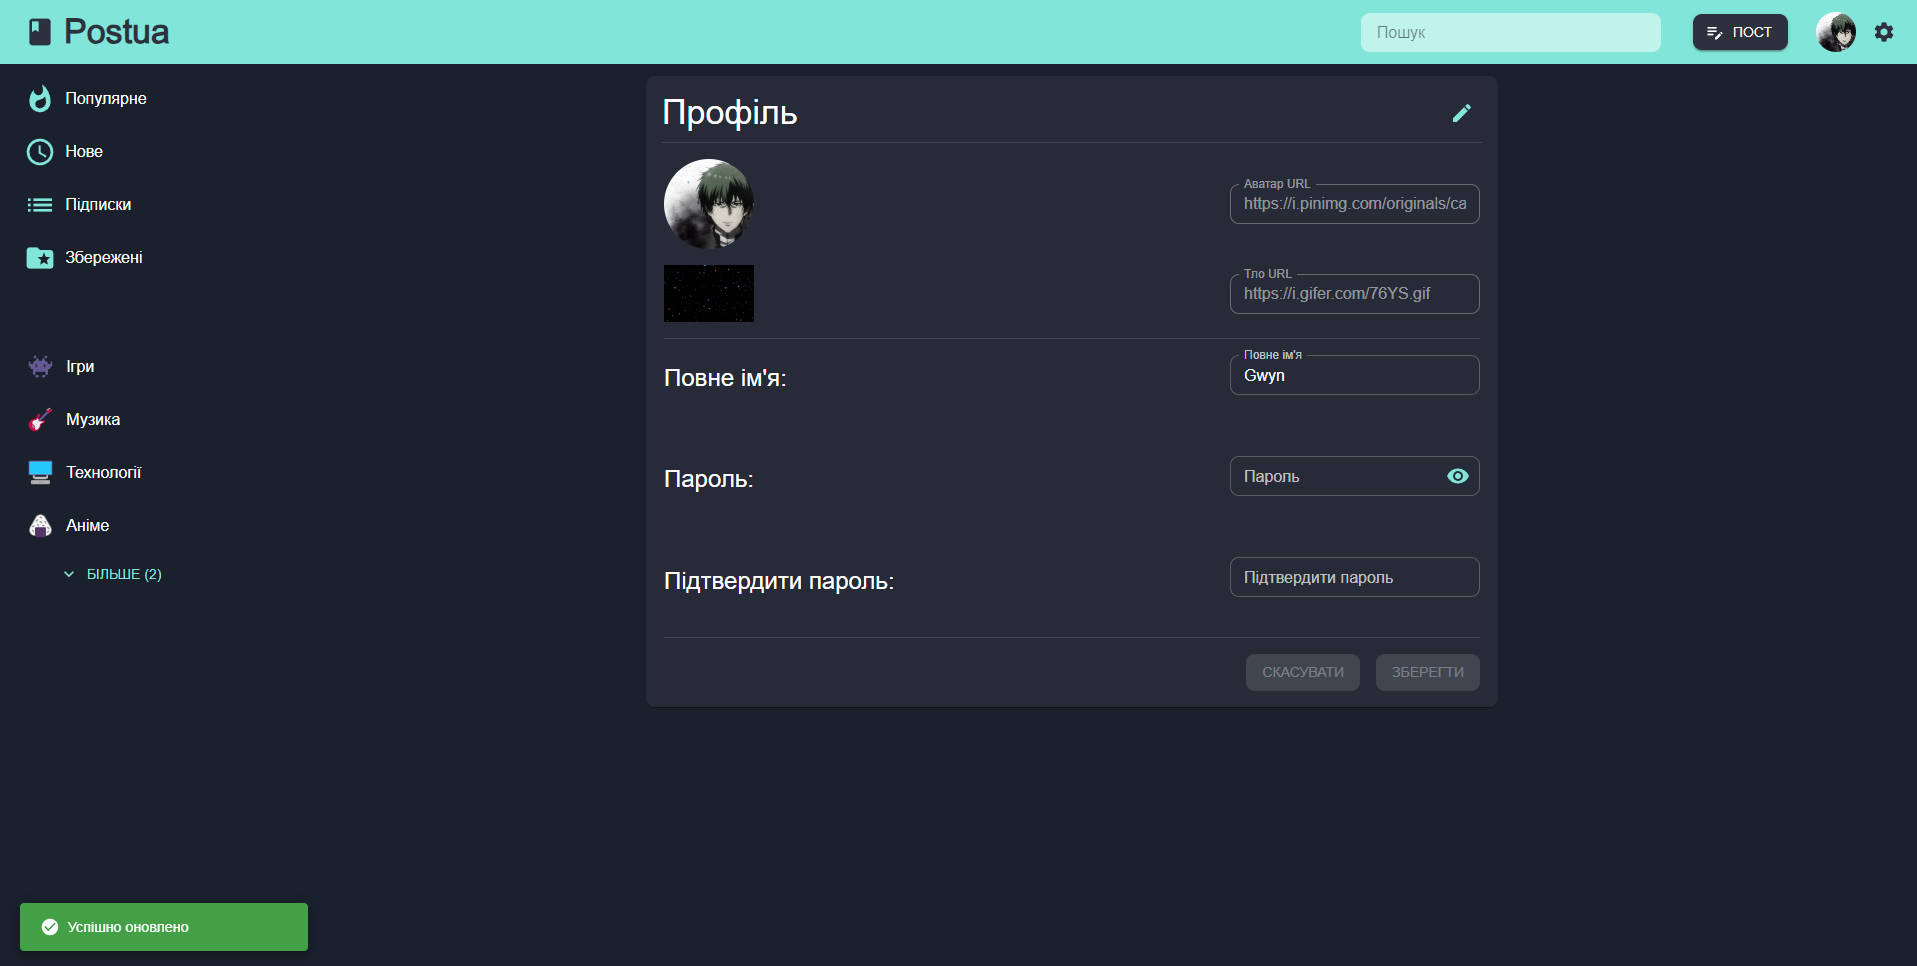 Postua
Пошук
ПОСТ
Популярне
Нове
Підписки
Збережені
Ігри
Музика
Технології
Аніме
БІЛЬШЕ (2)
Профіль
Аватар URL
https://i.pinimg.com/originals/ca
Тло URL
https://i.gifer.com/76YS.gif
Повне ім'я:
Повне ім'я
Gwyn
Пароль:
Пароль
Підтвердити пароль:
Підтвердити пароль
СКАСУВАТИ
ЗБЕРЕГТИ
Успішно оновлено